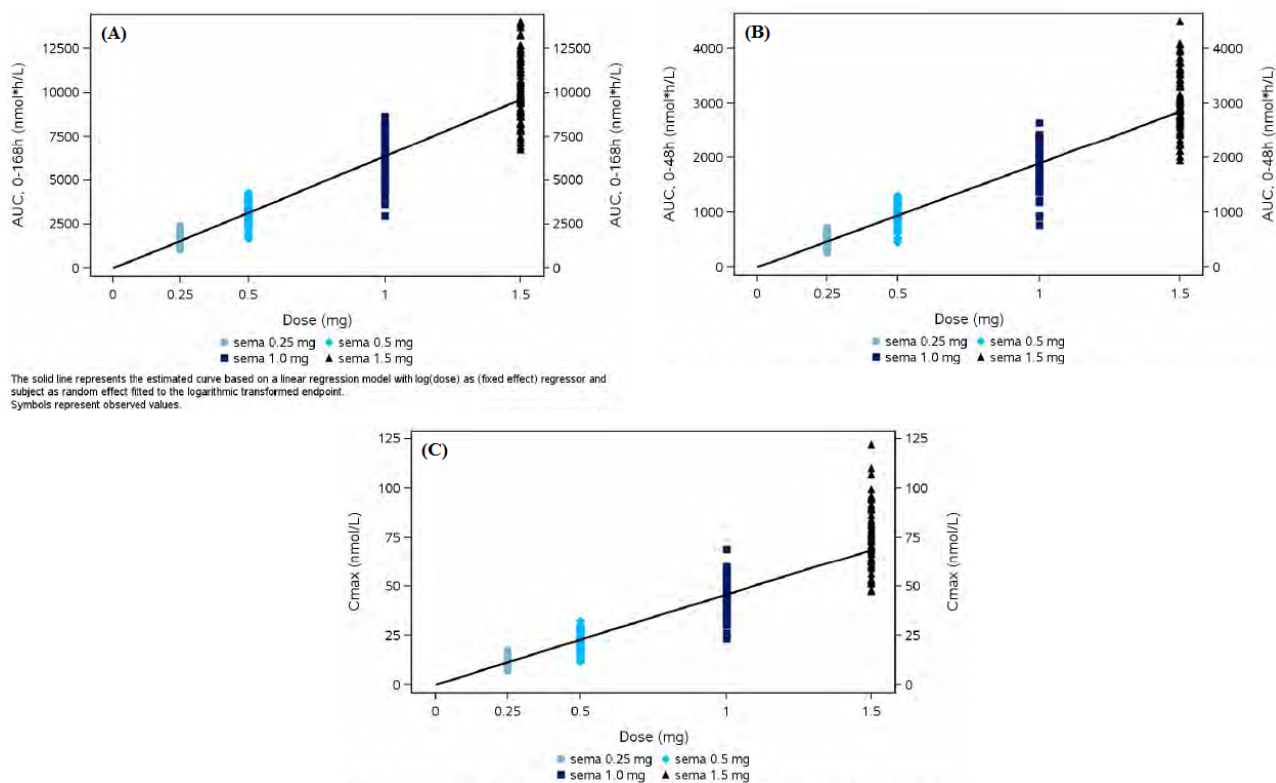 (A)
12500
10000
7500
5000
2500
0
AUC, 0-168h (nmol*h/L)
12500
10000
7500
5000
2500
0
AUC, 0-168h (nmol*h/L)
0 0.25 0.5 1 1.5
Dose (mg)
sema 0.25 mg sema 0.5 mg
sema 1.0 mg sema 1.5 mg
The solid line represents the estimated curve based on a linear regression model with log(dose) as (fixed effect) regressor and
subject as random effect fitted to the logarithmic transformed endpoint.
Symbols represent observed values.
(B)
4000
3000
2000
1000
0
AUC, 0-48h (nmol*h/L)
4000
3000
2000
1000
0
AUC, 0-48h (nmol*h/L)
0 0.25 0.5 1 1.5
Dose (mg)
sema 0.25 mg sema 0.5 mg
sema 1.0 mg sema 1.5 mg
(C)
125
100
75
50
25
0
Cmax (nmol/L)
125
100
75
50
25
0
Cmax (nmol/L)
0 0.25 0.5 1 1.5
Dose (mg)
sema 0.25 mg sema 0.5 mg
sema 1.0 mg sema 1.5 mg